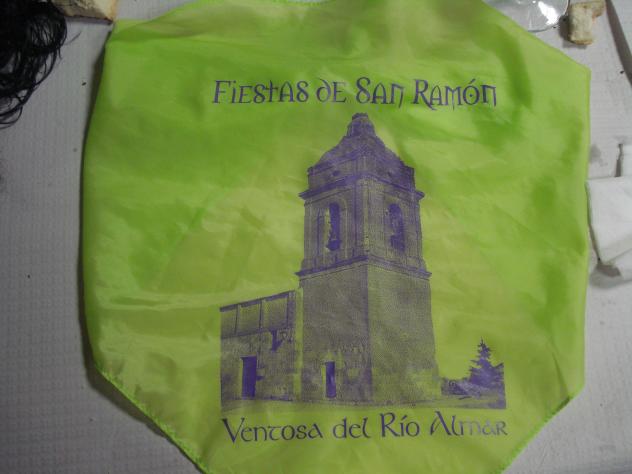 Fiestas de San Ramón
Ventosa del Río Almar